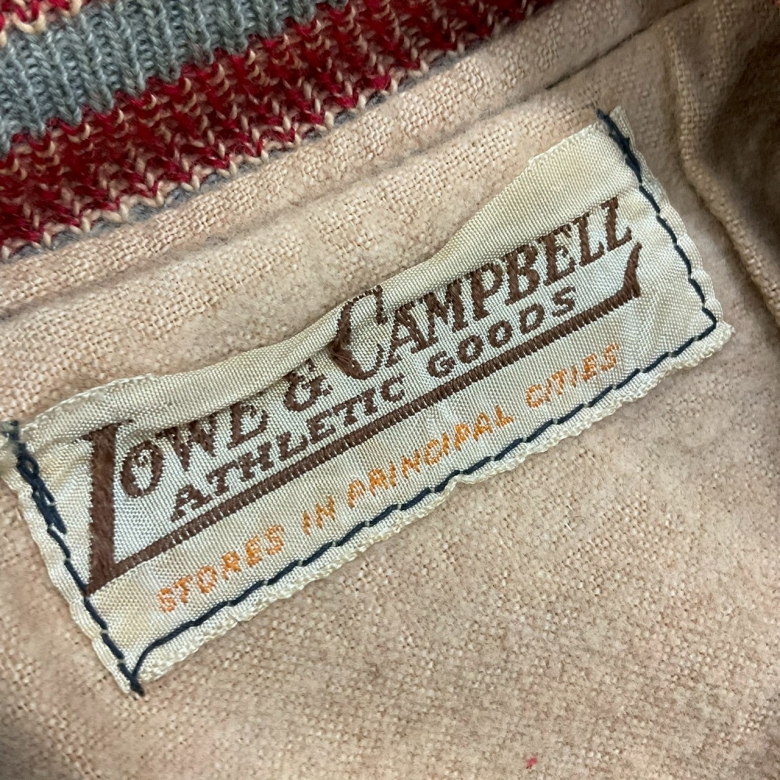 LOWE & CAMPBELL
ATHLETIC GOODS
STORES IN PRINCIPAL CITIES